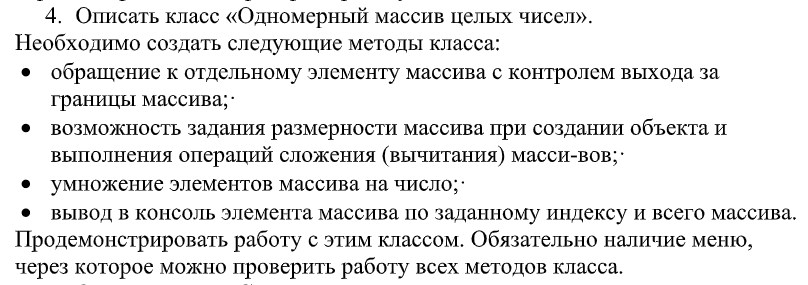 4. Описать класс «Одномерный массив целых чисел».
Необходимо создать следующие методы класса:
• обращение к отдельному элементу массива с контролем выхода за
границы массива;·
• возможность задания размерности массива при создании объекта и
выполнения операций сложения (вычитания) масси-вов;·
• умножение элементов массива на число;·
• вывод в консоль элемента массива по заданному индексу и всего массива.
Продемонстрировать работу с этим классом. Обязательно наличие меню,
через которое можно проверить работу всех методов класса.